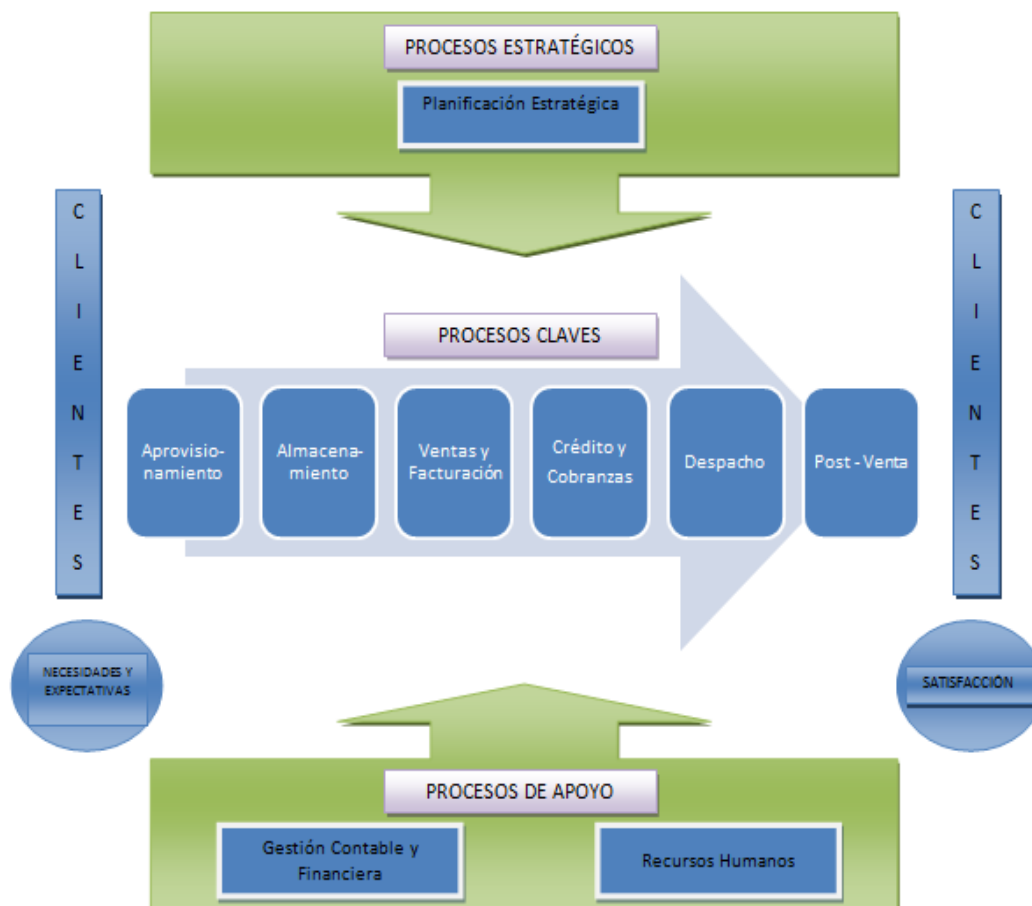 PROCESOS ESTRATÉGICOS
Planificación Estratégica
C
L
I
E
N
T
E
S
PROCESOS CLAVES
Aprovisio-
namiento
Almacena-
miento
Ventas y
Facturación
Crédito y
Cobranzas
Despacho
Post - Venta
C
L
I
E
N
T
E
S
NECESIDADES Y
EXPECTATIVAS
SATISFACCIÓN
PROCESOS DE APOYO
Gestión Contable y
Financiera
Recursos Humanos